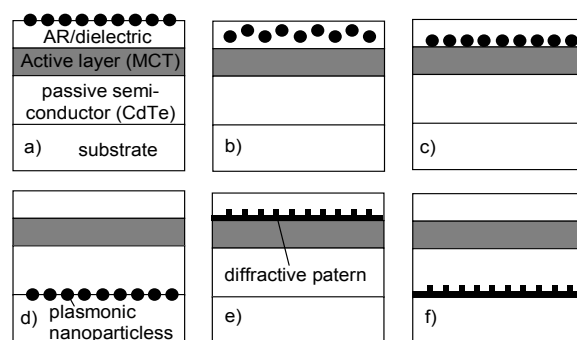 AR/dielectric
Active layer (MCT)
passive semi-
conductor (CdTe)
a)
substrate
b)
c)
d)
plasmonic
nanoparticless
e)
diffractive patern
f)